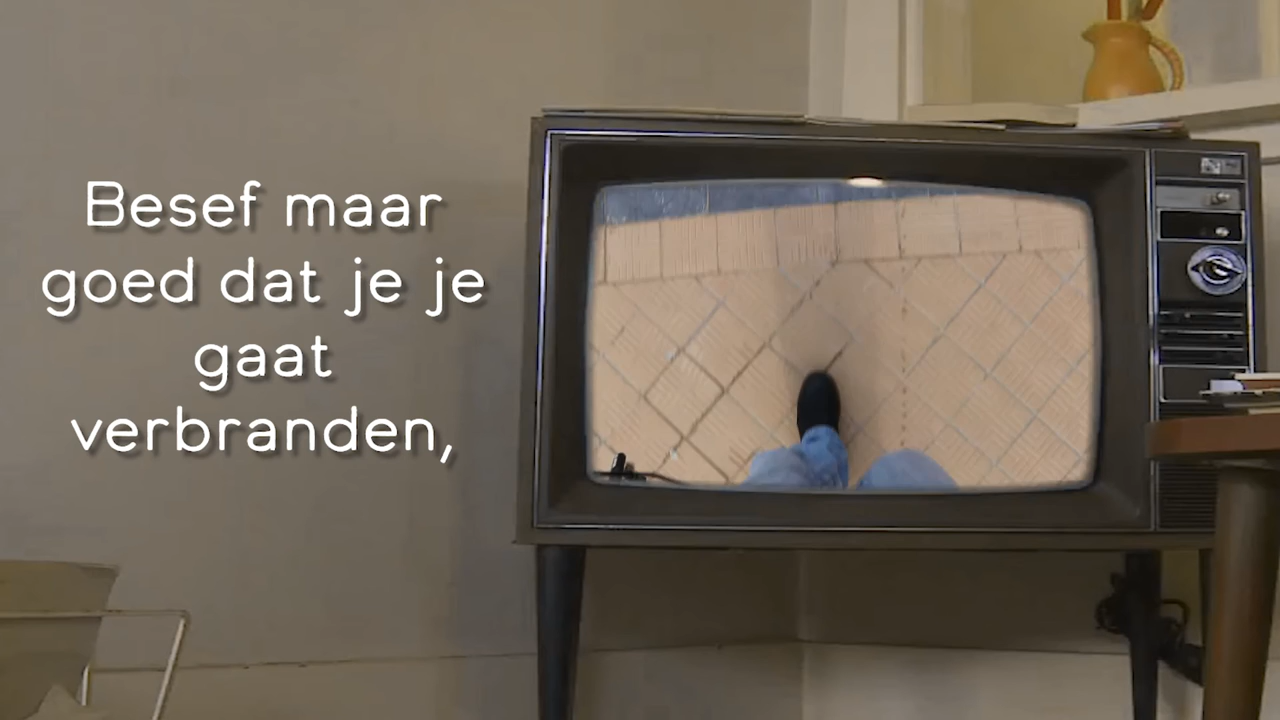 Besef maar
goed dat je je
gaat
verbranden,